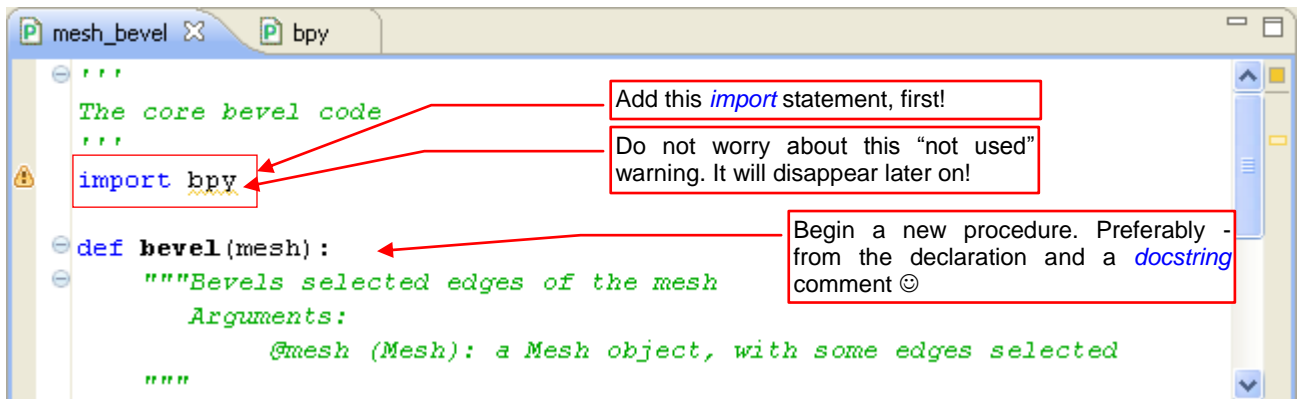 mesh_bevel bpy
'''
The core bevel code
'''
import bpy
def bevel(mesh):
"""Bevels selected edges of the mesh
Arguments:
@mesh (Mesh): a Mesh object, with some edges selected
"""
Add this import statement, first!
Do not worry about this “not used”
warning. It will disappear later on!
Begin a new procedure. Preferably -
from the declaration and a docstring
comment ☺